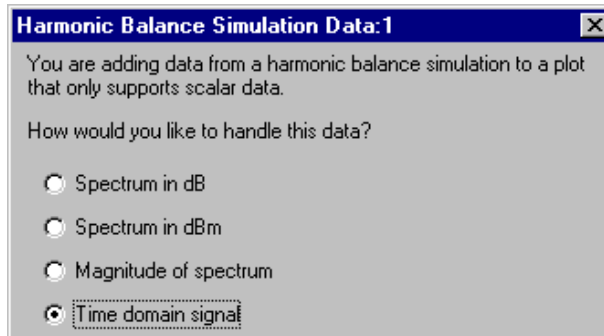 Harmonic Balance Simulation Data:1
You are adding data from a harmonic balance simulation to a plot
that only supports scalar data.
How would you like to handle this data?
Spectrum in dB
Spectrum in dBm
Magnitude of spectrum
Time domain signal